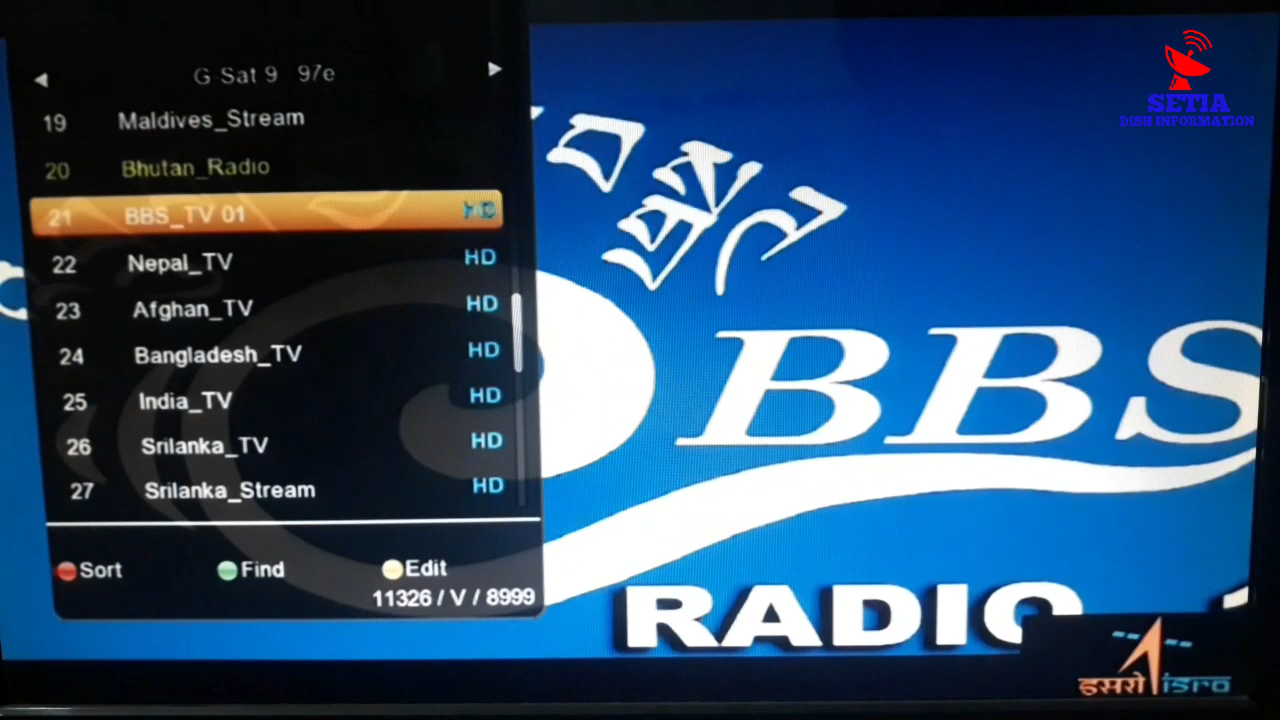 G Sat 9 97e
19 Maldives_Stream
20 Bhutan_Radio
21 BBS_TV 01 HD
22 Nepal_TV HD
23 Afghan_TV HD
24 Bangladesh_TV HD
25 India_TV HD
26 Srilanka_TV HD
27 Srilanka_Stream HD
Sort Find Edit
11326 / V / 8999
SETIA
DISH INFORMATION
BBS
RADIO
इसरो isro